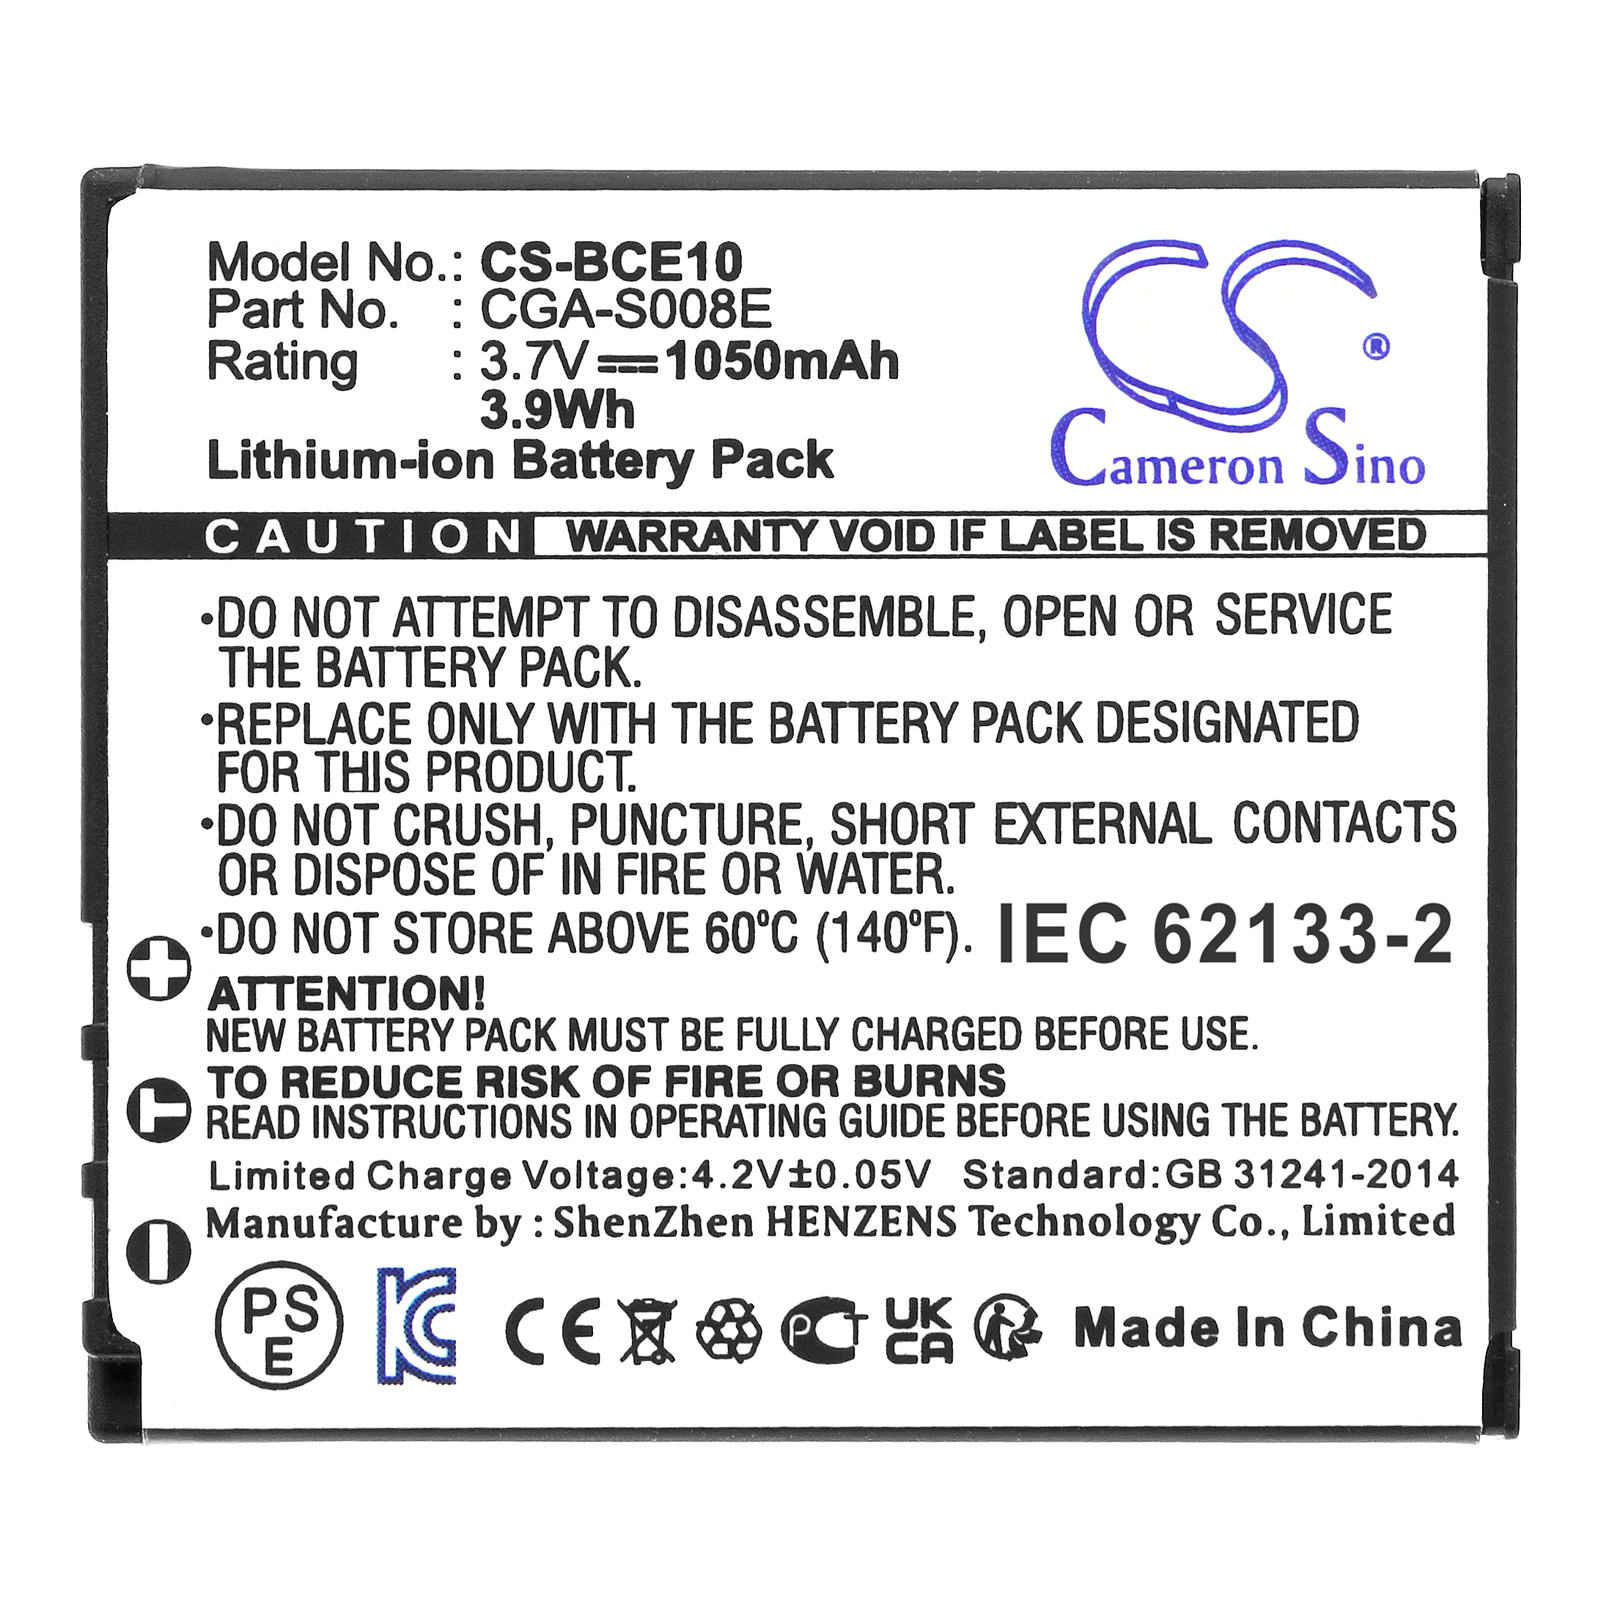 Model No.: CS-BCE10
Part No. : CGA-S008E
Rating : 3.7V⎓1050mAh
3.9Wh
Lithium-ion Battery Pack
CS®
Cameron Sino
CAUTION WARRANTY VOID IF LABEL IS REMOVED
•DO NOT ATTEMPT TO DISASSEMBLE, OPEN OR SERVICE
THE BATTERY PACK.
•REPLACE ONLY WITH THE BATTERY PACK DESIGNATED
FOR THIS PRODUCT.
•DO NOT CRUSH, PUNCTURE, SHORT EXTERNAL CONTACTS
OR DISPOSE OF IN FIRE OR WATER.
•DO NOT STORE ABOVE 60°C (140°F). IEC 62133-2
ATTENTION!
NEW BATTERY PACK MUST BE FULLY CHARGED BEFORE USE.
TO REDUCE RISK OF FIRE OR BURNS
READ INSTRUCTIONS IN OPERATING GUIDE BEFORE USING THE BATTERY.
Limited Charge Voltage:4.2V±0.05V Standard:GB 31241-2014
Manufacture by : ShenZhen HENZENS Technology Co., Limited
PS E KC CE PCT UK CA Made In China
+
T
–